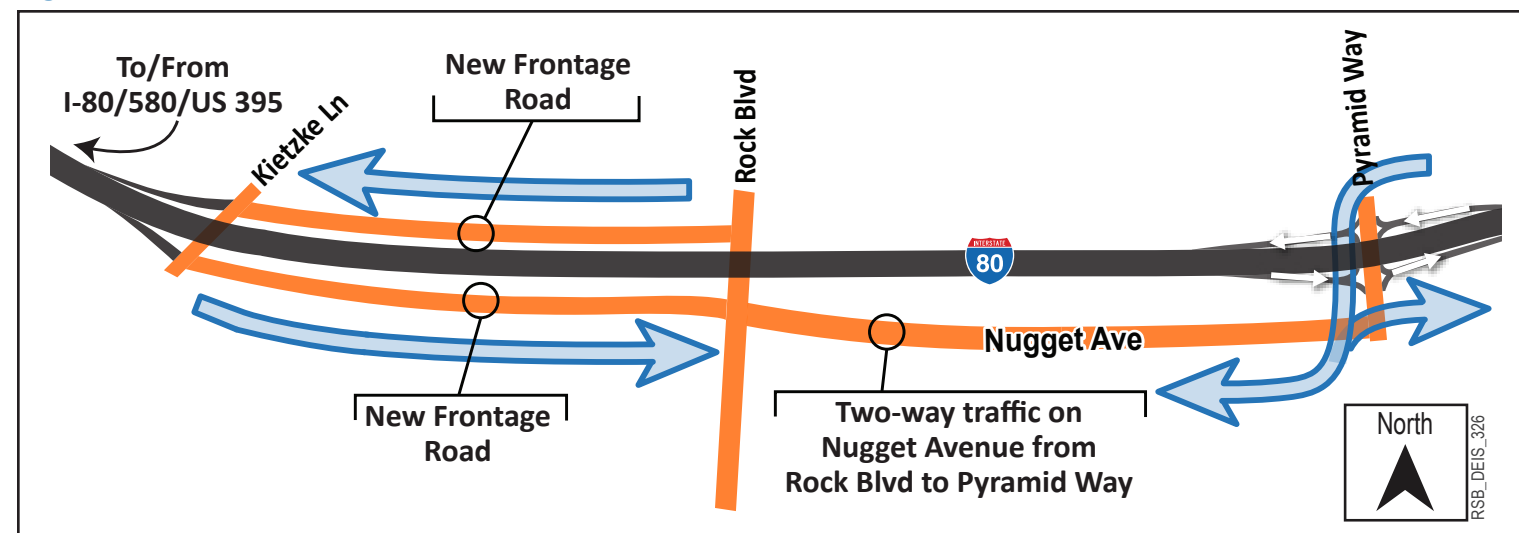 To/From
I-80/580/US 395
Kietzke Ln
New Frontage
Road
Rock Blvd
Pyramid Way
INTERSTATE
80
Nugget Ave
New Frontage
Road
Two-way traffic on
Nugget Avenue from
Rock Blvd to Pyramid Way
North
RSB_DEIS_326